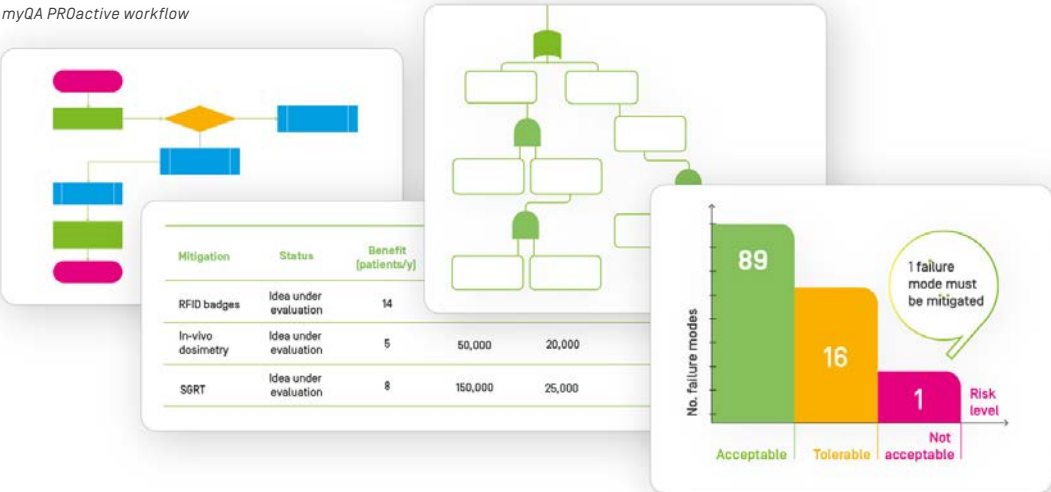 myQA PROactive workflow
Mitigation Status Benefit
(patients/y)
RFID badges Idea under
evaluation 14
In-vivo
dosimetry Idea under
evaluation 5 50,000 20,000
SGRT Idea under
evaluation 8 150,000 25,000
No. failure modes
89
16
1
1 failure
mode must
be mitigated
Risk
level
Acceptable
Tolerable
Not
acceptable